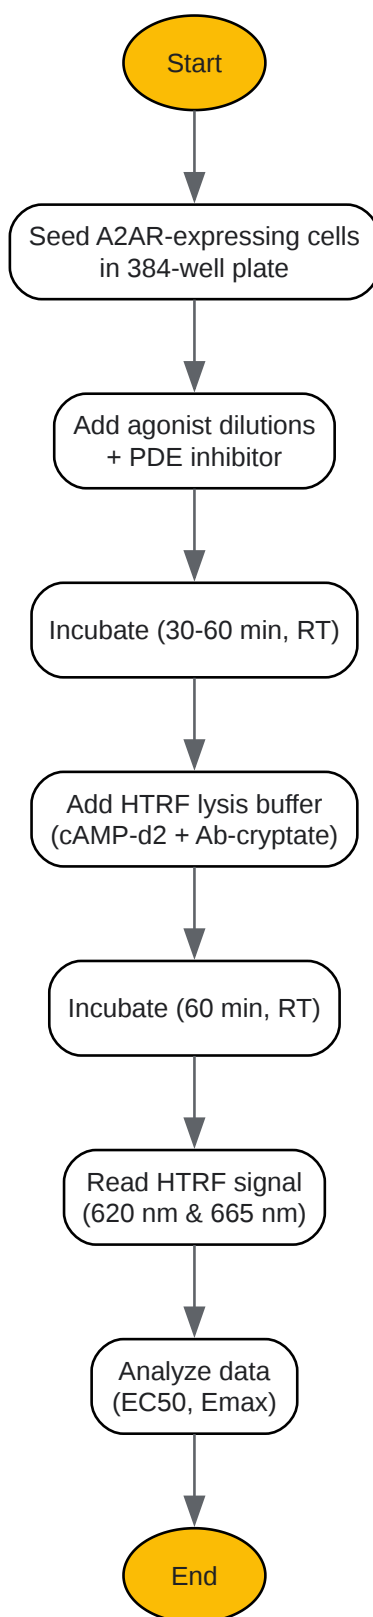 Start
Seed A2AR-expressing cells
in 384-well plate
Add agonist dilutions
+ PDE inhibitor
Incubate (30-60 min, RT)
Add HTRF lysis buffer
(cAMP-d2 + Ab-cryptate)
Incubate (60 min, RT)
Read HTRF signal
(620 nm & 665 nm)
Analyze data
(EC50, Emax)
End